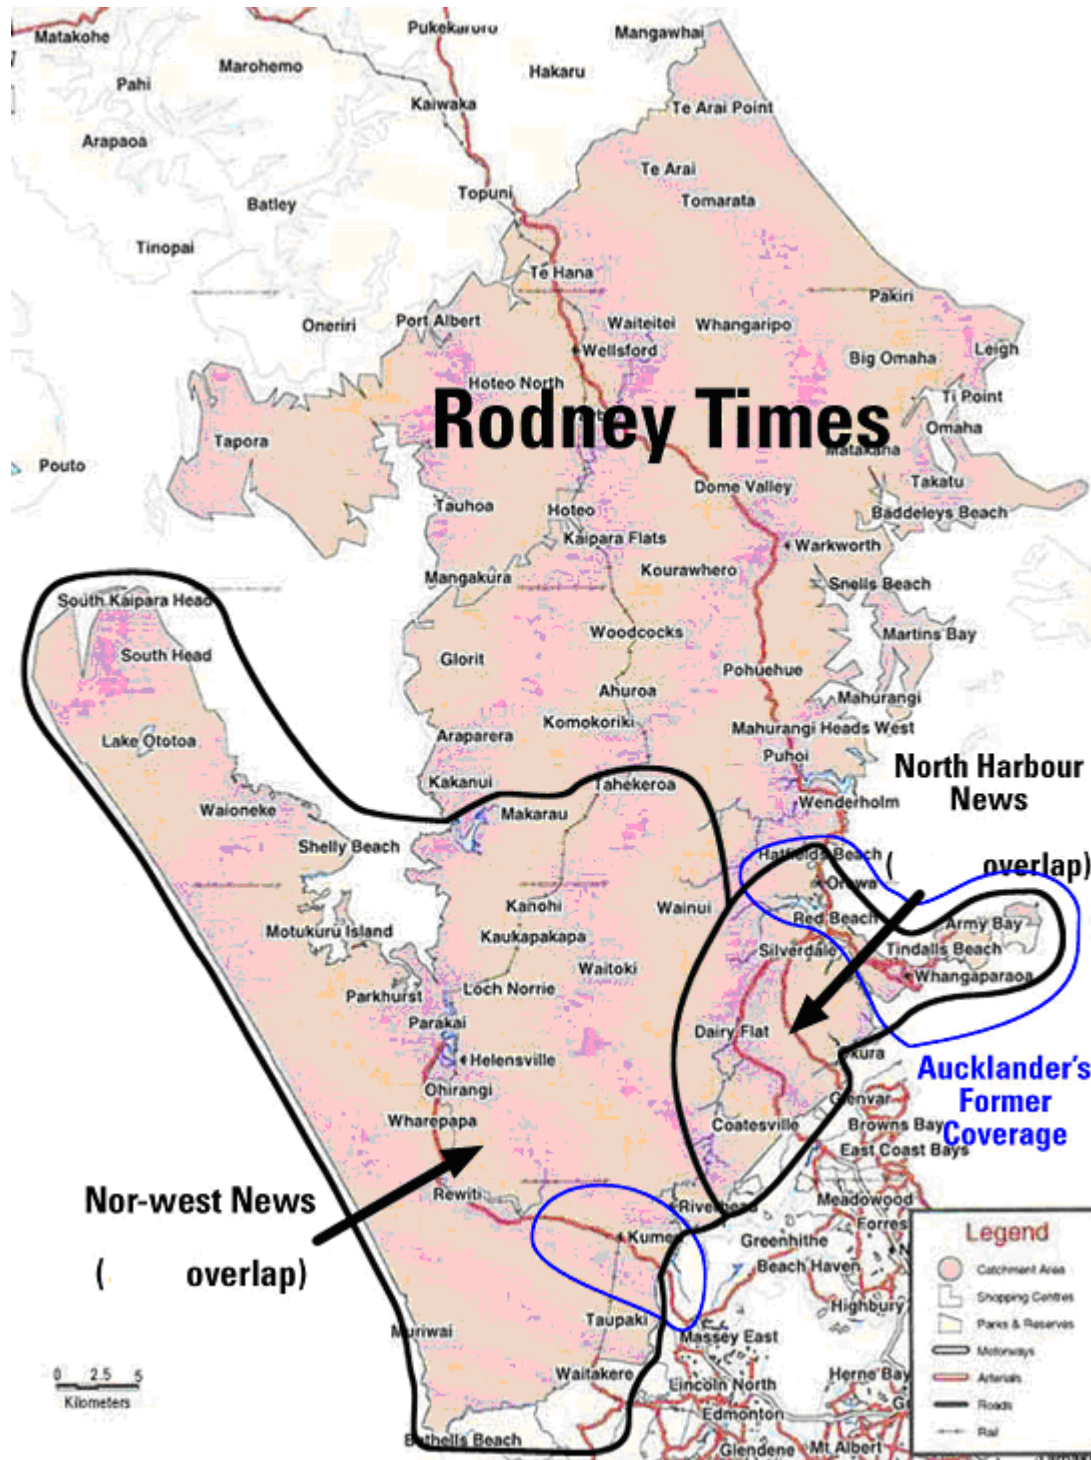 Matakohe
Pukekaroro
Mangawhai
Marohemo
Hakaru
Pahi
Kaiwaka
Te Arai Point
Arapaoa
Te Arai
Topuni
Tomarata
Batley
Tinopai
Te Hana
Pakiri
Oneriri
Port Albert
Waiteitei
Whangaripo
Wellsford
Big Omaha
Leigh
Hoteo North
Ti Point
Rodney Times
Omaha
Tapora
Matakana
Pouto
Dome Valley
Takatu
Tauhoa
Hoteo
Baddeleys Beach
Kaipara Flats
Warkworth
Kourawhero
Mangakura
Snells Beach
South Kaipara Head
Woodcocks
Martins Bay
South Head
Glorit
Pohuehue
Ahuroa
Mahurangi
Komokoriki
Mahurangi Heads West
Lake Ototoa
Araparera
Puhoi
North Harbour
News
Kakanui
Tahekeroa
Waioneke
Makarau
Wenderholm
Shelly Beach
Hatfields Beach
( overlap)
Orewa
Kanohi
Wainui
Red Beach
Army Bay
Motukuru Island
Kaukapakapa
Silverdale
Tindalls Beach
Waitoki
Whangaparaoa
Parkhurst
Loch Norrie
Parakai
Dairy Flat
Helensville
Okura
Aucklander's
Former
Coverage
Ohirangi
Glenvar
Wharepapa
Coatesville
Browns Bay
East Coast Bays
Nor-west News
( overlap)
Rewiti
Riverhead
Meadowood
Forres
Kumeu
Greenhithe
Beach Haven
Highbury
Taupaki
Muriwai
Massey East
Waitakere
Lincoln North
Herne Bay
Edmonton
Bethells Beach
Glendene
Mt Albert
0 2.5 5
Kilometers
Legend
Catchment Area
Shopping Centres
Parks & Reserves
Motorways
Arterials
Roads
Rail